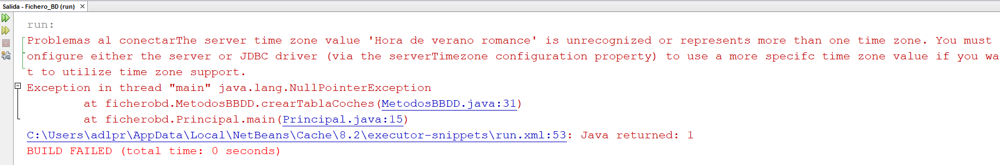 Salida - Fichero_BD (run) ×
run:
Problemas al conectarThe server time zone value 'Hora de verano romance' is unrecognized or represents more than one time zone. You must
onfigure either the server or JDBC driver (via the serverTimezone configuration property) to use a more specifc time zone value if you wa
t to utilize time zone support.
Exception in thread "main" java.lang.NullPointerException
at ficherobd.MetodosBBDD.crearTablaCoches(MetodosBBDD.java:31)
at ficherobd.Principal.main(Principal.java:15)
C:\Users\adlpr\AppData\Local\NetBeans\Cache\8.2\executor-snippets\run.xml:53: Java returned: 1
BUILD FAILED (total time: 0 seconds)